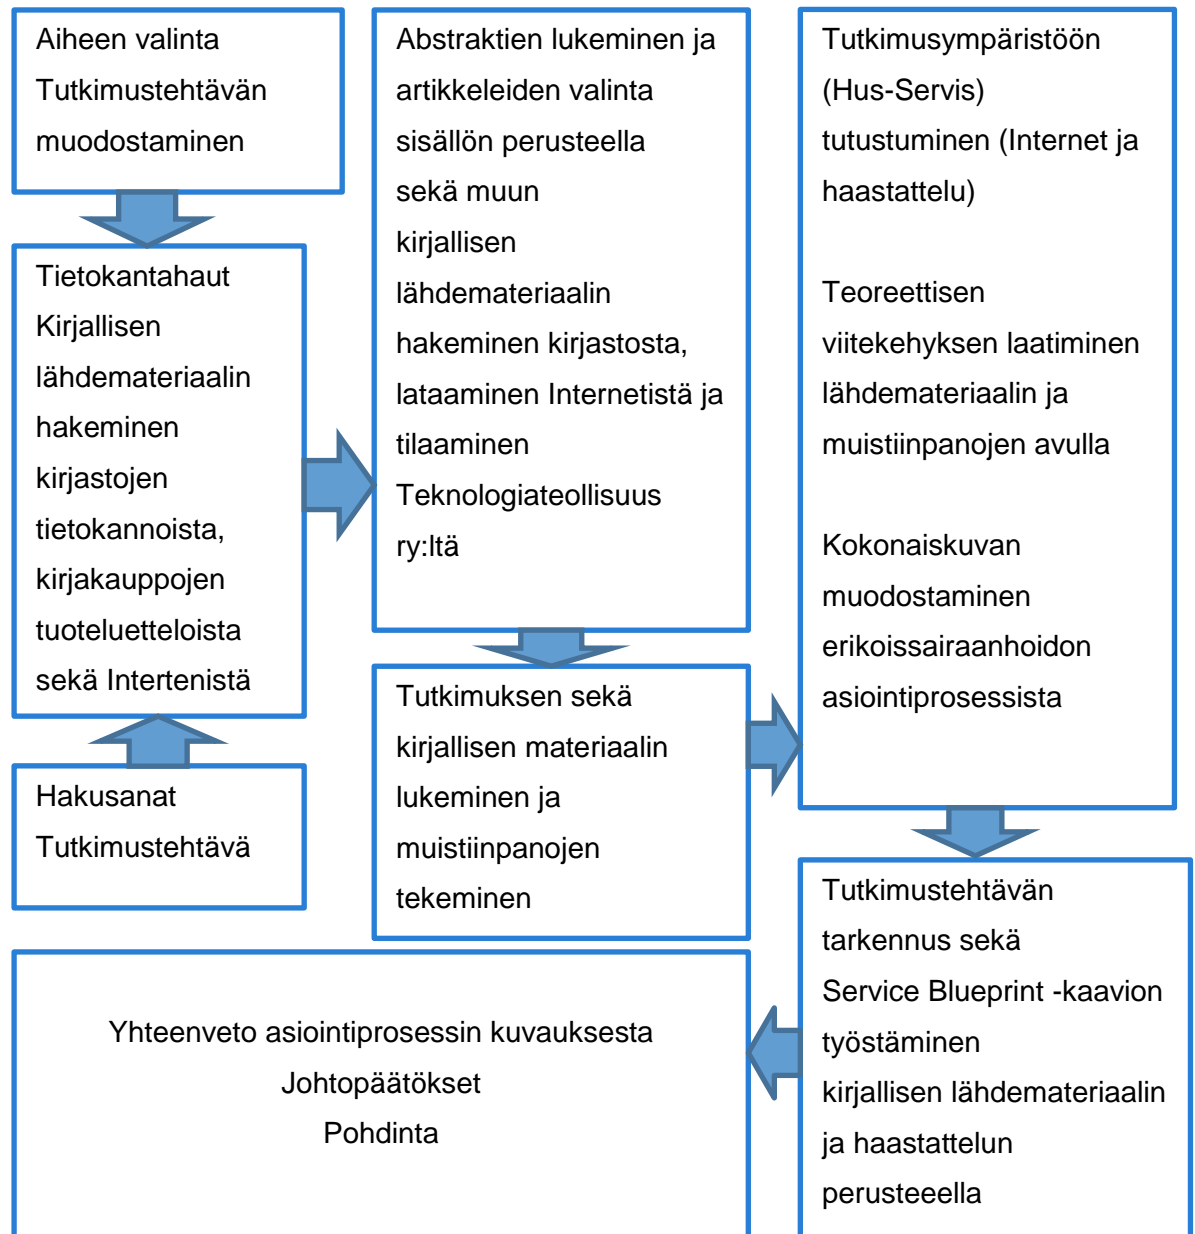 Aiheen valinta
Tutkimustehtävän
muodostaminen
Tietokantahaut
Kirjallisen
lähdemateriaalin
hakeminen
kirjastojen
tietokannoista,
kirjakauppojen
tuoteluetteloista
sekä Intertenistä
Hakusanat
Tutkimustehtävä
Abstraktien lukeminen ja
artikkeleiden valinta
sisällön perusteella
sekä muun
kirjallisen
lähdemateriaalin
hakeminen kirjastosta,
lataaminen Internetistä ja
tilaaminen
Teknologiateollisuus
ry:ltä
Tutkimuksen sekä
kirjallisen materiaalin
lukeminen ja
muistiinpanojen
tekeminen
Tutkimusympäristöön
(Hus-Servis)
tutustuminen (Internet ja
haastattelu)
Teoreettisen
viitekehyksen laatiminen
lähdemateriaalin ja
muistiinpanojen avulla
Kokonaiskuvan
muodostaminen
erikoissairaanhoidon
asiointiprosessista
Tutkimustehtävän
tarkennus sekä
Service Blueprint -kaavion
työstäminen
kirjallisen lähdemateriaalin
ja haastattelun
perusteeella
Yhteenveto asiointiprosessin kuvauksesta
Johtopäätökset
Pohdinta